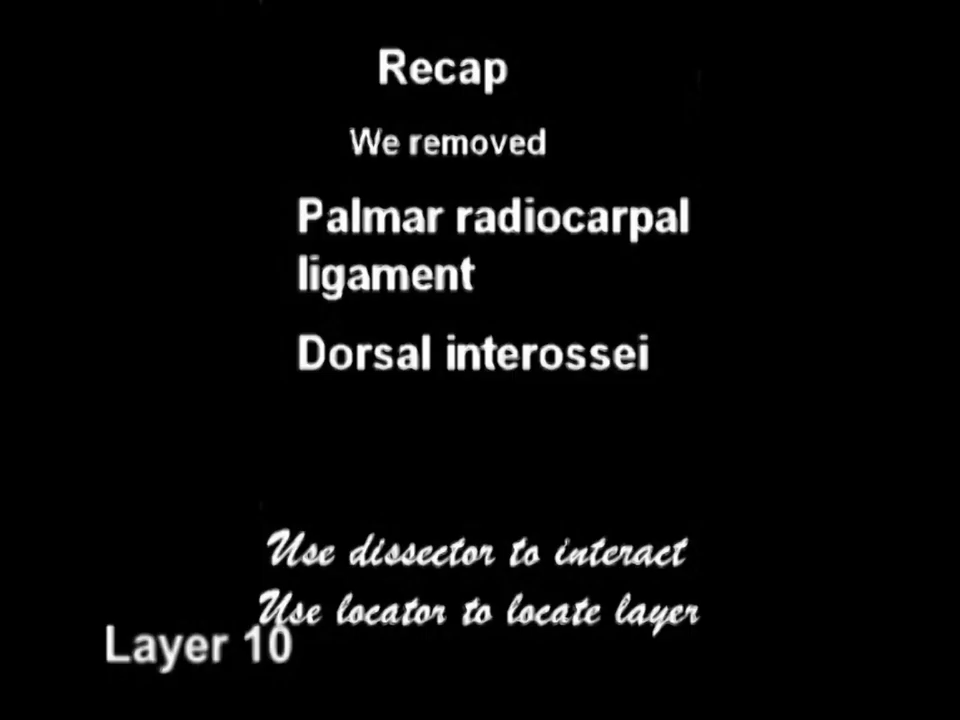 Recap
We removed
Palmar radiocarpal
ligament
Dorsal interossei
Use dissector to interact
Use locator to locate layer
Layer 10